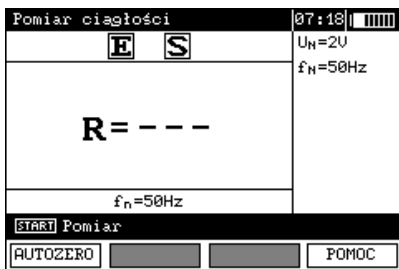 Pomiar ciągłości 07:18
E S
U_N=2V
f_N=50Hz
R=---
f_n=50Hz
START Pomiar
AUTOZERO POMOC